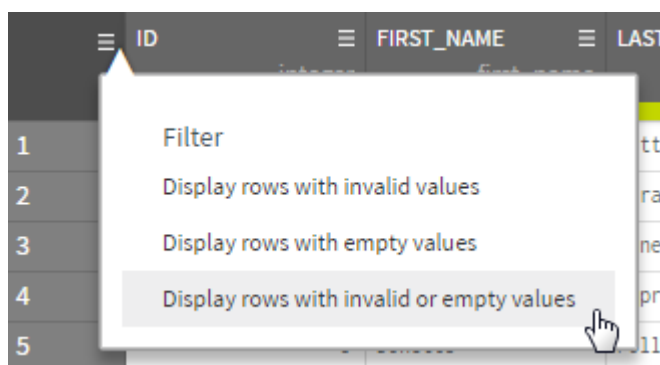 ID FIRST_NAME LAST
integer first_name
Filter
1
Display rows with invalid values
2
Display rows with empty values
3
Display rows with invalid or empty values
4
5